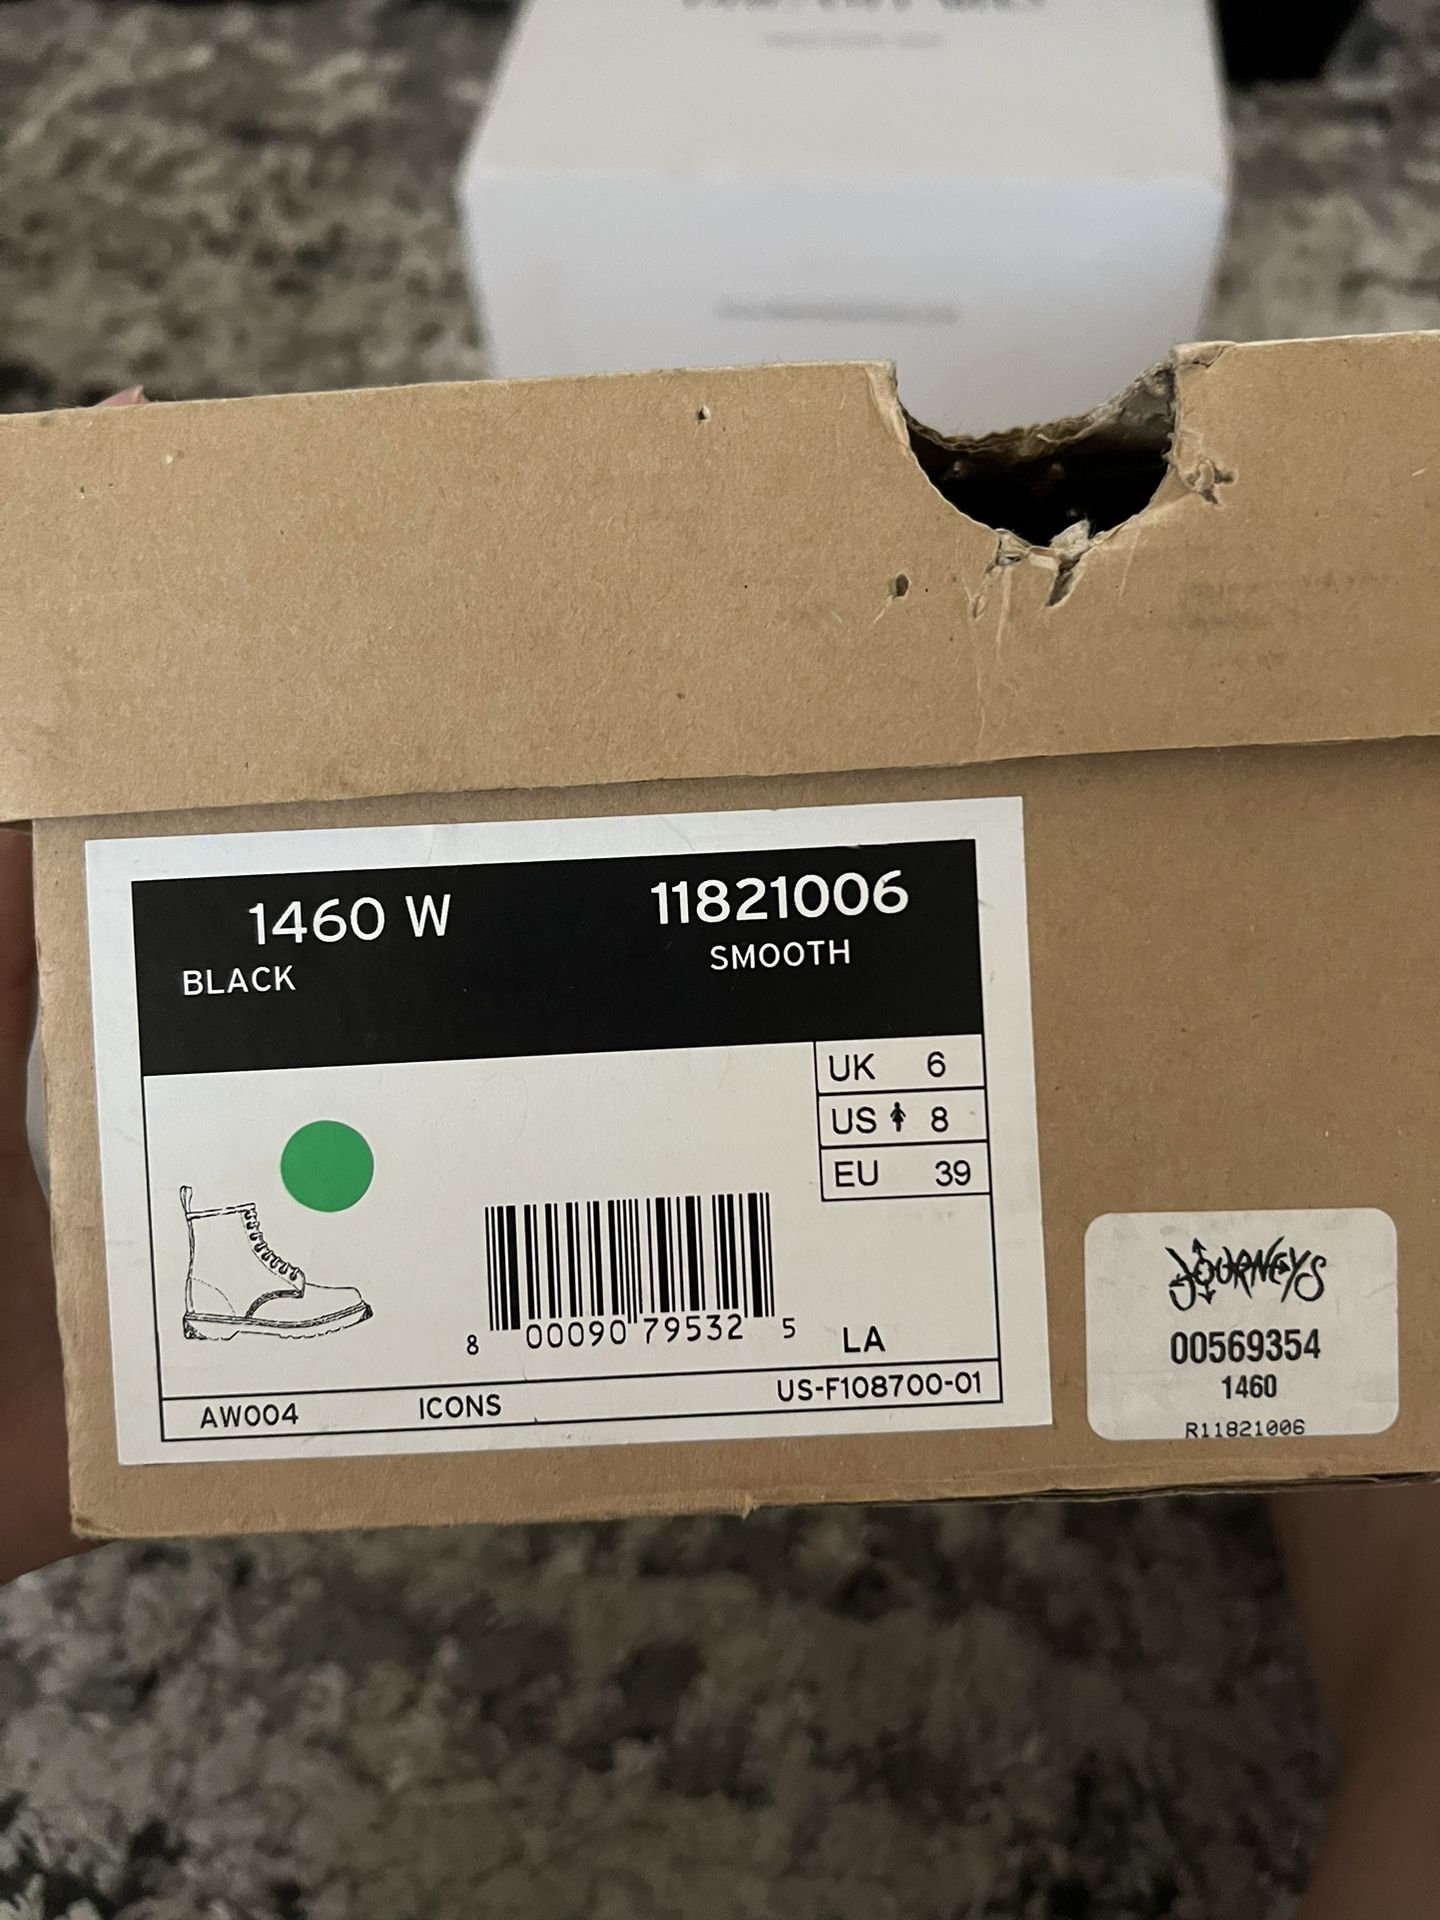 1460 W
11821006
BLACK
SMOOTH
UK 6
US 8
EU 39
8 00090 79532 5
LA
AW004
ICONS
US-F108700-01
JOURNEYS
00569354
1460
R11821006